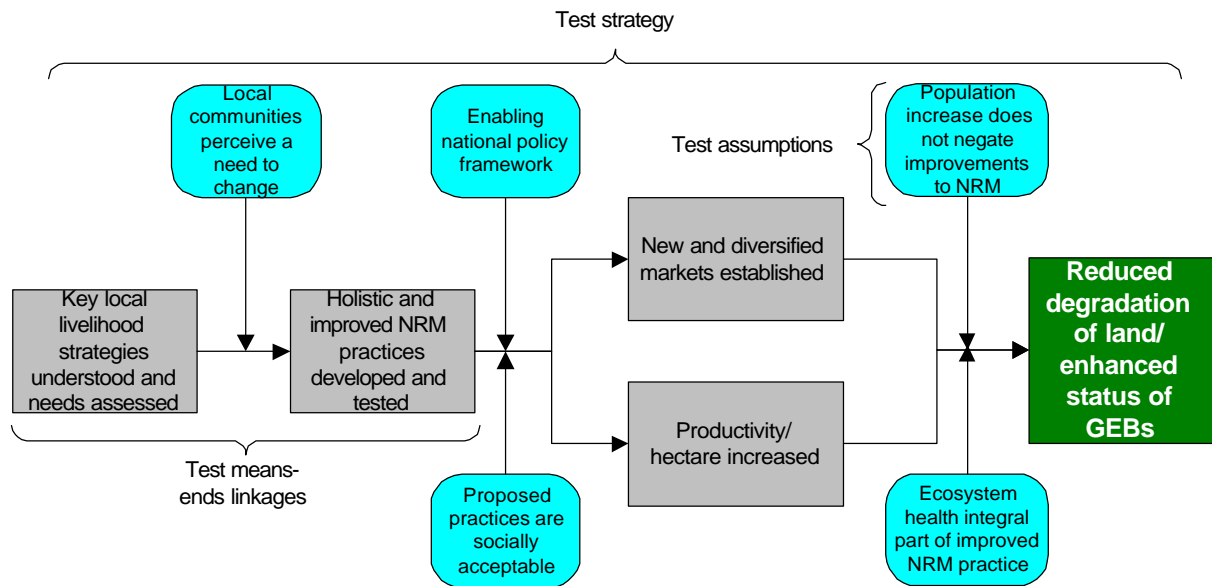 Test strategy
Local
communities
perceive a
need to
change
Enabling
national policy
framework
Test assumptions
Population
increase does
not negate
improvements
to NRM
Key local
livelihood
strategies
understood and
needs assessed
Holistic and
improved NRM
practices
developed and
tested
New and diversified
markets established
Productivity/
hectare increased
Reduced
degradation
of land/
enhanced
status of
GEBs
Test means-
ends linkages
Proposed
practices are
socially
acceptable
Ecosystem
health integral
part of improved
NRM practice